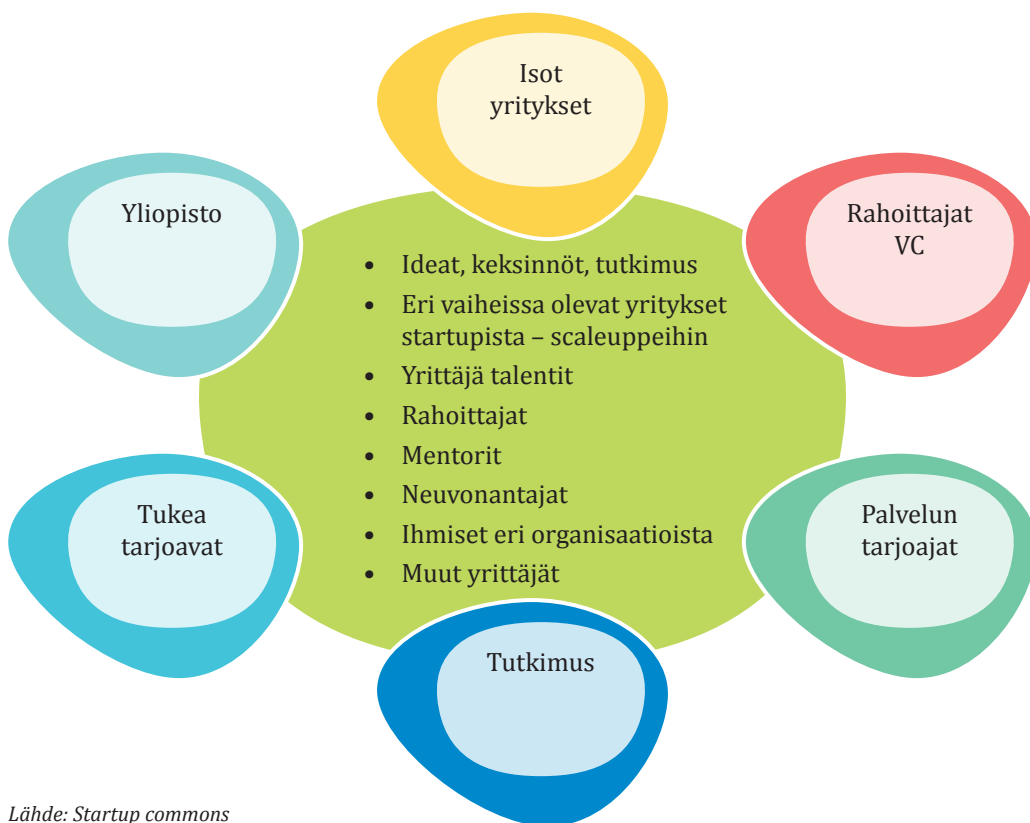 Isot
yritykset
Yliopisto
Rahoittajat
VC
• Ideat, keksinnöt, tutkimus
• Eri vaiheissa olevat yritykset
startupista – scaleuppeihin
• Yrittäjä talentit
• Rahoittajat
• Mentorit
• Neuvonantajat
• Ihmiset eri organisaatioista
• Muut yrittäjät
Tukea
tarjoavat
Palvelun
tarjoajat
Tutkimus
Lähde: Startup commons